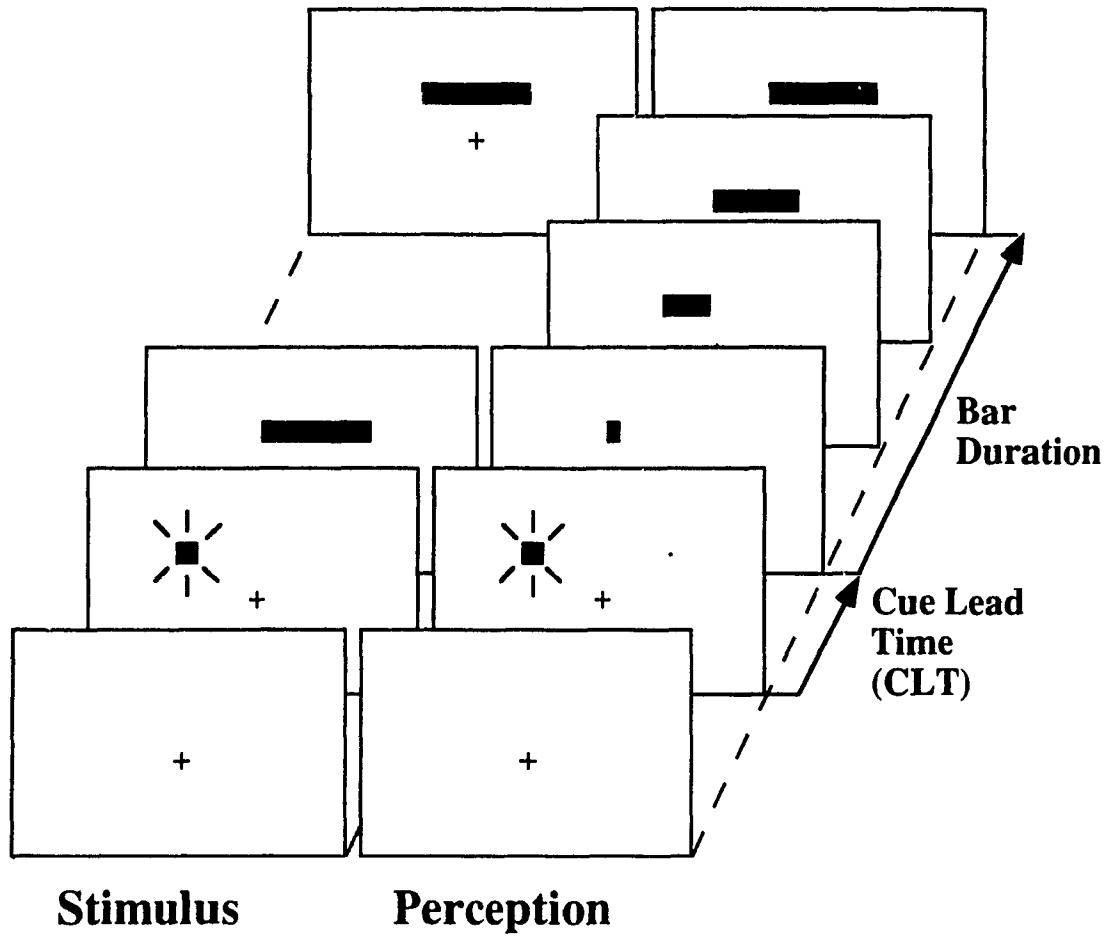 Bar
Duration
Cue Lead
Time
(CLT)
Stimulus Perception